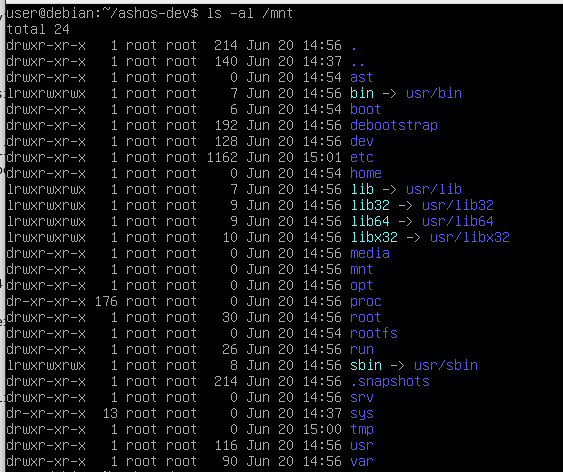 user@debian:~/ashos-dev$ ls -al /mnt
total 24
drwxr-xr-x 1 root root 214 Jun 20 14:56 .
drwxr-xr-x 1 root root 140 Jun 20 14:37 ..
drwxr-xr-x 1 root root 0 Jun 20 14:54 ast
lrwxrwxrwx 1 root root 7 Jun 20 14:56 bin -> usr/bin
drwxr-xr-x 1 root root 6 Jun 20 14:54 boot
drwxr-xr-x 1 root root 192 Jun 20 14:56 debootstrap
drwxr-xr-x 1 root root 128 Jun 20 14:56 dev
drwxr-xr-x 1 root root 1162 Jun 20 15:01 etc
drwxr-xr-x 1 root root 0 Jun 20 14:54 home
lrwxrwxrwx 1 root root 7 Jun 20 14:56 lib -> usr/lib
lrwxrwxrwx 1 root root 9 Jun 20 14:56 lib32 -> usr/lib32
lrwxrwxrwx 1 root root 9 Jun 20 14:56 lib64 -> usr/lib64
lrwxrwxrwx 1 root root 10 Jun 20 14:56 libx32 -> usr/libx32
drwxr-xr-x 1 root root 0 Jun 20 14:56 media
drwxr-xr-x 1 root root 0 Jun 20 14:56 mnt
drwxr-xr-x 1 root root 0 Jun 20 14:56 opt
dr-xr-xr-x 176 root root 0 Jun 20 14:56 proc
drwxr-xr-x 1 root root 30 Jun 20 14:56 root
drwxr-xr-x 1 root root 0 Jun 20 14:54 rootfs
drwxr-xr-x 1 root root 26 Jun 20 14:56 run
lrwxrwxrwx 1 root root 8 Jun 20 14:56 sbin -> usr/sbin
drwxr-xr-x 1 root root 214 Jun 20 14:56 .snapshots
drwxr-xr-x 1 root root 0 Jun 20 14:56 srv
dr-xr-xr-x 13 root root 0 Jun 20 14:37 sys
drwxr-xr-x 1 root root 0 Jun 20 15:00 tmp
drwxr-xr-x 1 root root 116 Jun 20 14:56 usr
drwxr-xr-x 1 root root 90 Jun 20 14:56 var